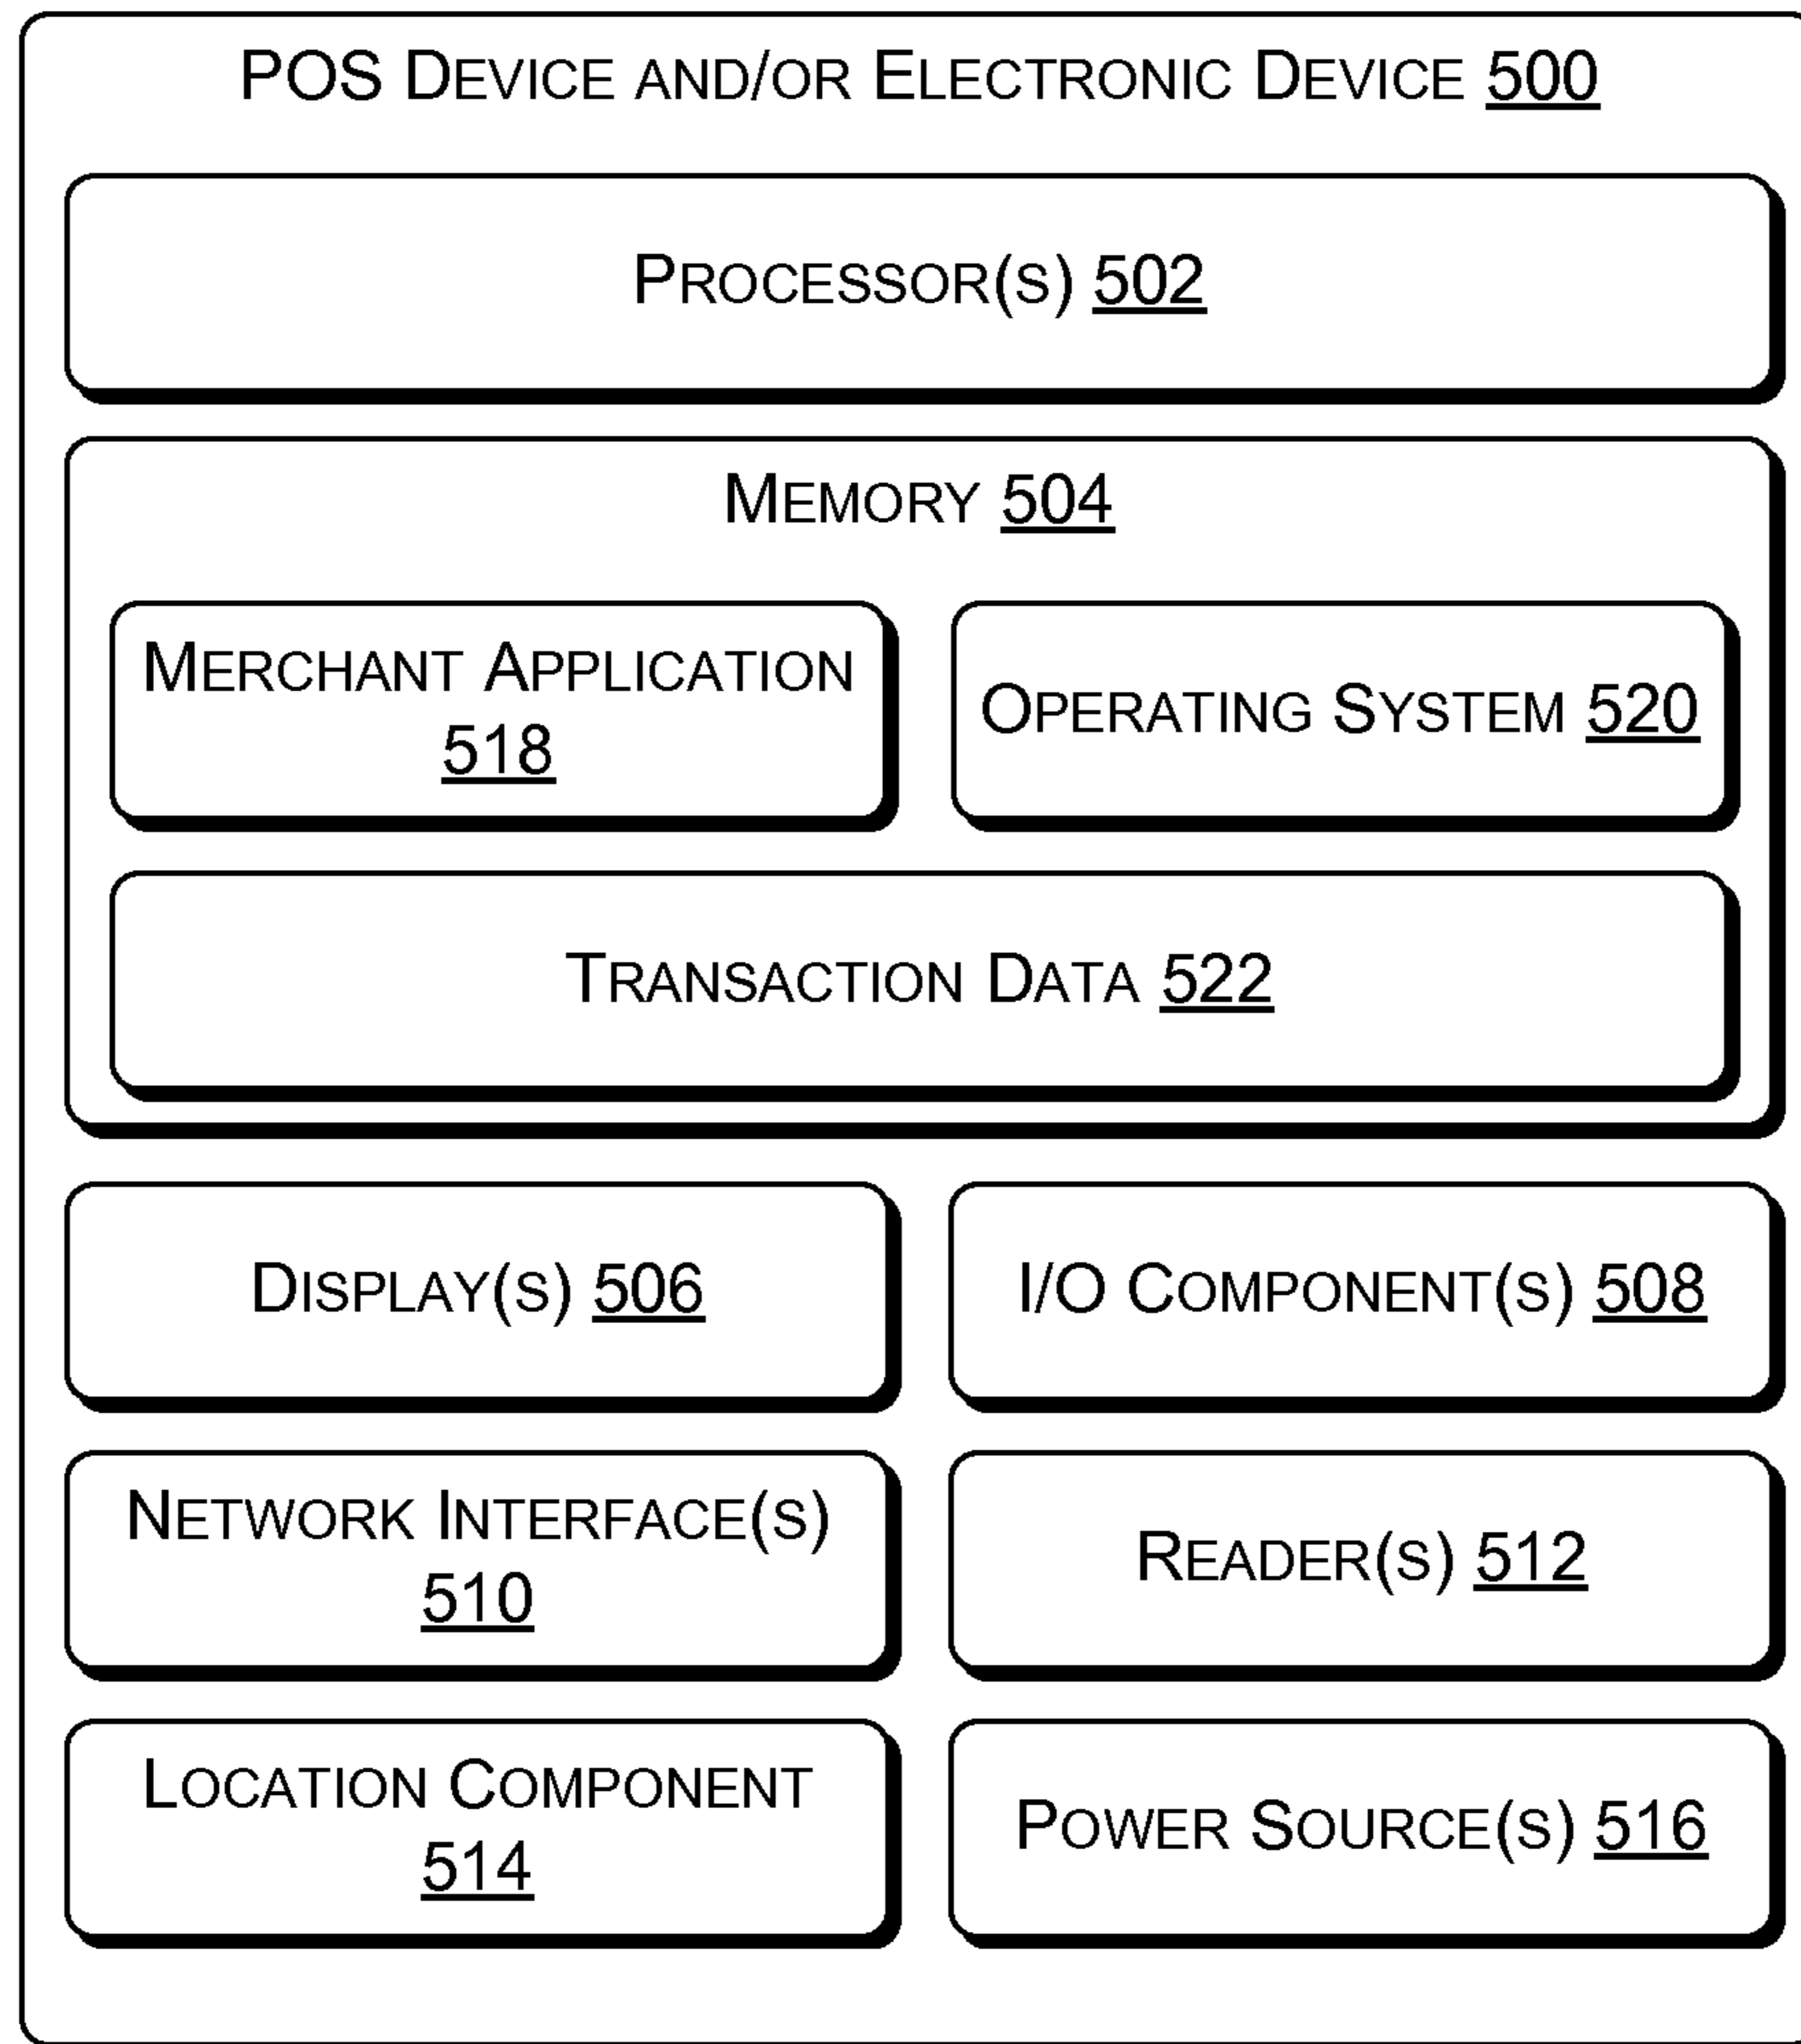 POS DEVICE AND/OR ELECTRONIC DEVICE 500
PROCESSOR(S) 502
MEMORY 504
MERCHANT APPLICATION
518
OPERATING SYSTEM 520
TRANSACTION DATA 522
DISPLAY(S) 506
I/O COMPONENT(S) 508
NETWORK INTERFACE(S)
510
READER(S) 512
LOCATION COMPONENT
514
POWER SOURCE(S) 516